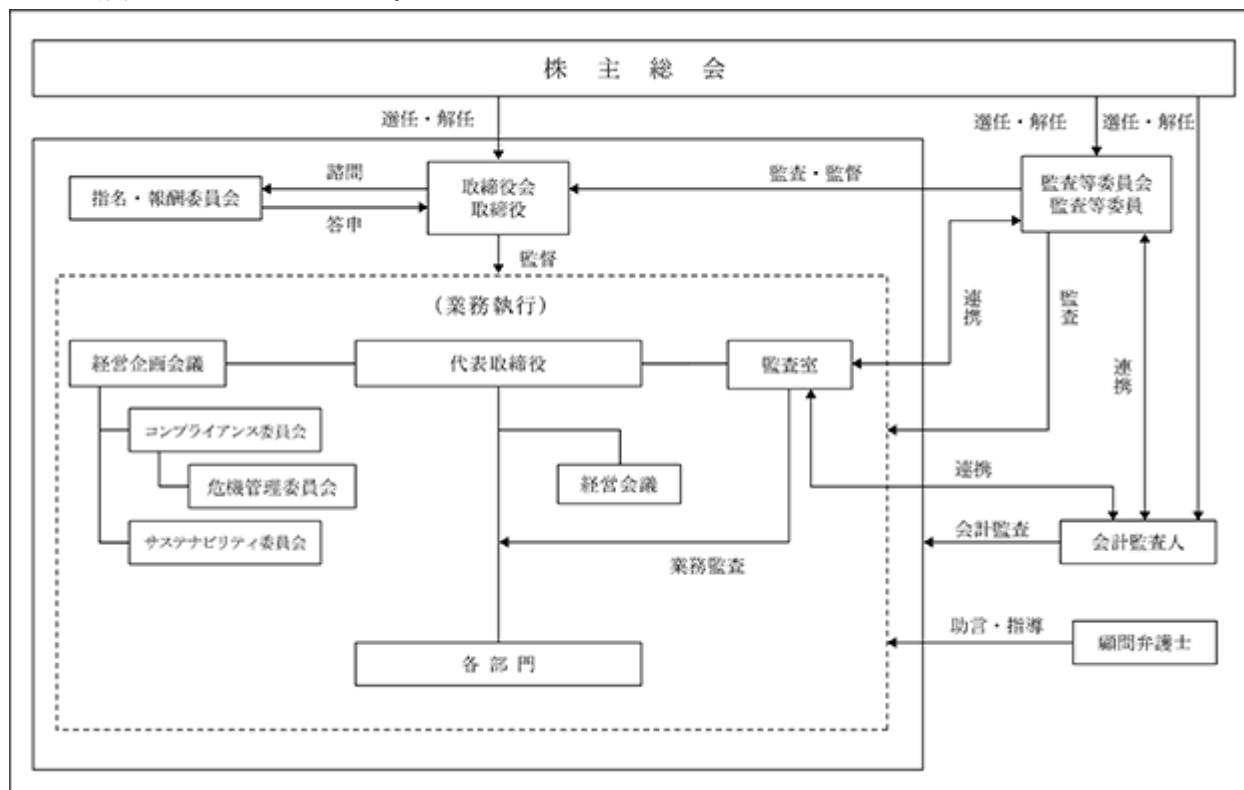 株 主 総 会
選任・解任
選任・解任
選任・解任
諮問
指名・報酬委員会
答申
取締役会
取締役
監査・監督
監査等委員会
監査等委員
監督
(業務執行)
連携
監査
経営企画会議
代表取締役
監査室
連携
コンプライアンス委員会
危機管理委員会
経営会議
連携
サステナビリティ委員会
業務監査
会計監査
会計監査人
助言・指導
顧問弁護士
各 部 門